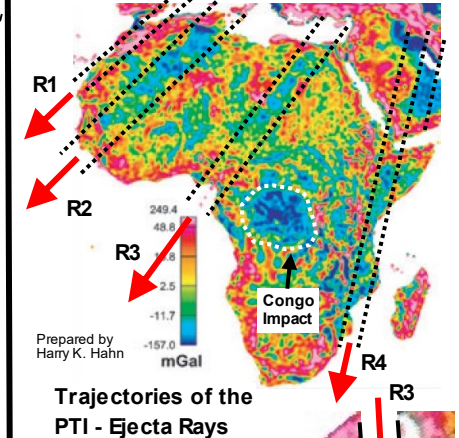 R1
R2
R3
249.4
48.8
2.5
-11.7
-157.0
mGal
Congo
Impact
Prepared by
Harry K. Hahn
R4
R3
Trajectories of the
PTI - Ejecta Rays